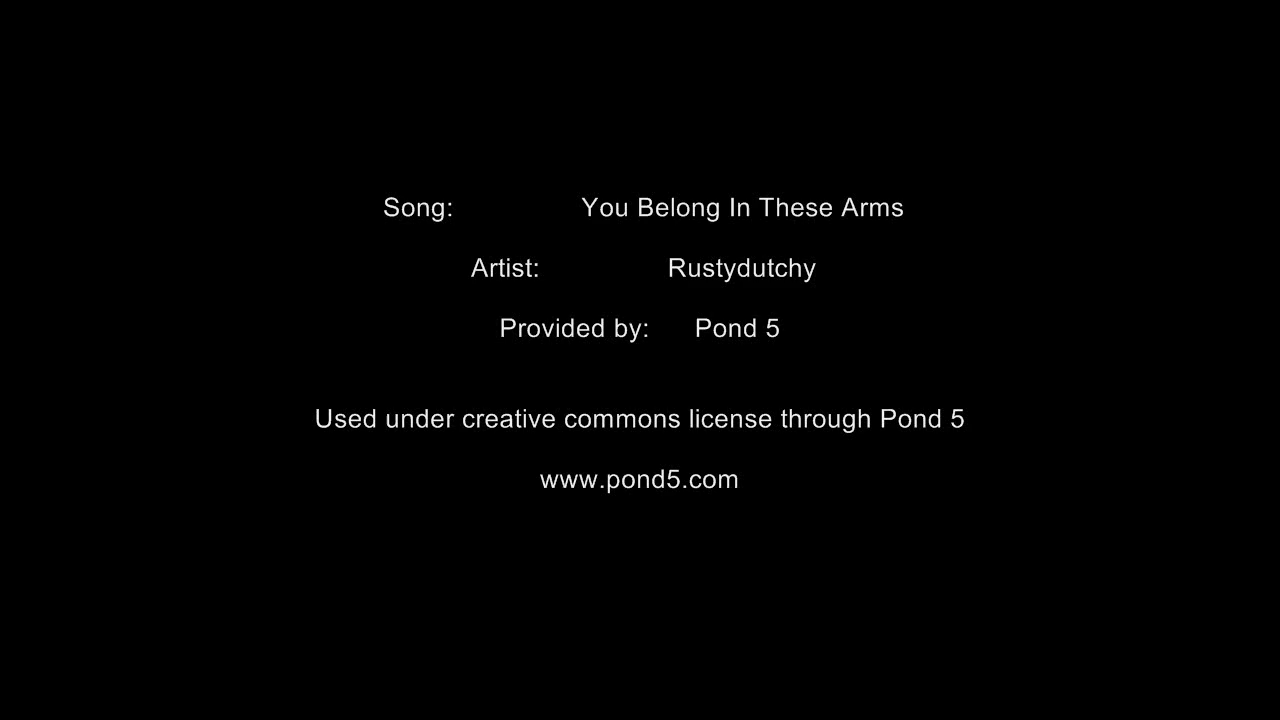 Song: You Belong In These Arms
Artist: Rustydutchy
Provided by: Pond 5
Used under creative commons license through Pond 5
www.pond5.com